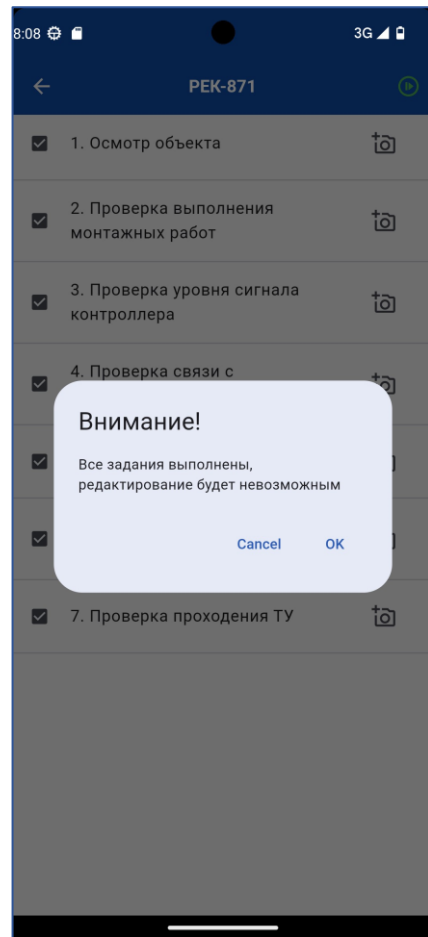 8:08
3G
РЕК-871
1. Осмотр объекта
2. Проверка выполнения
монтажных работ
3. Проверка уровня сигнала
контроллера
4. Проверка связи с
Внимание!
Все задания выполнены,
редактирование будет невозможным
Cancel
OK
7. Проверка проходения ТУ